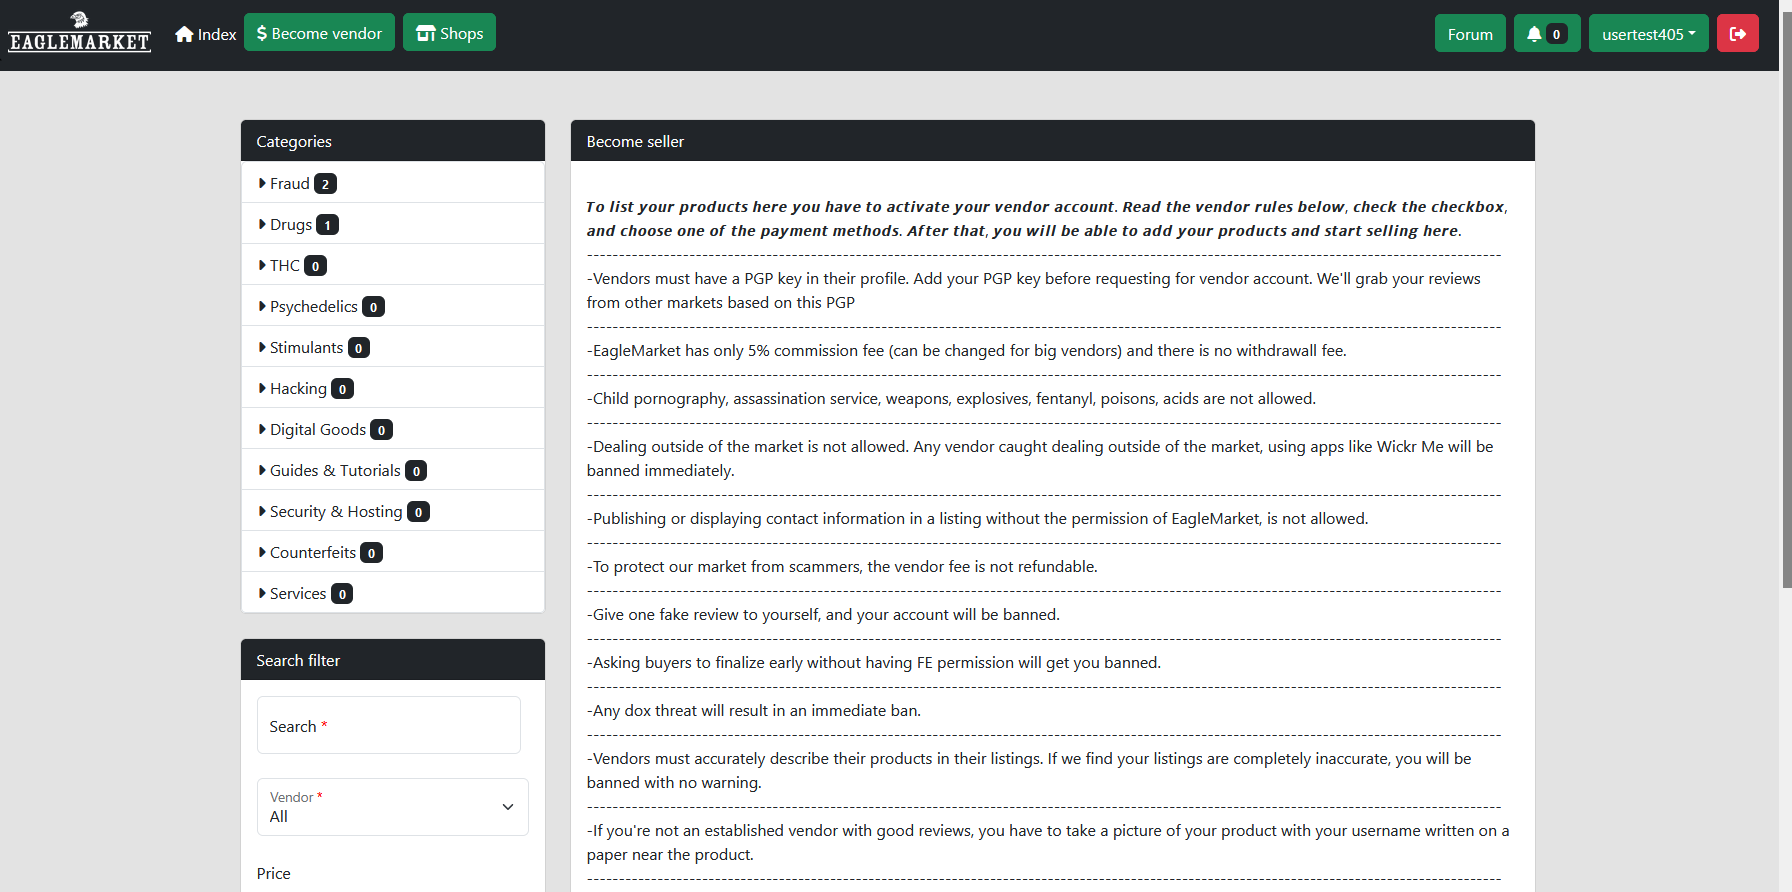 EAGLEMARKET
Index
Become vendor
Shops
Forum
0
usertest405
Categories
Fraud 2
Drugs 1
THC 0
Psychedelics 0
Stimulants 0
Hacking 0
Digital Goods 0
Guides & Tutorials 0
Security & Hosting 0
Counterfeits 0
Services 0
Search filter
Search *
Vendor *
All
Price
Become seller
To list your products here you have to activate your vendor account. Read the vendor rules below, check the checkbox,
and choose one of the payment methods. After that, you will be able to add your products and start selling here.
-Vendors must have a PGP key in their profile. Add your PGP key before requesting for vendor account. We'll grab your reviews
from other markets based on this PGP
-EagleMarket has only 5% commission fee (can be changed for big vendors) and there is no withdrawall fee.
-Child pornography, assassination service, weapons, explosives, fentanyl, poisons, acids are not allowed.
-Dealing outside of the market is not allowed. Any vendor caught dealing outside of the market, using apps like Wickr Me will be
banned immediately.
-Publishing or displaying contact information in a listing without the permission of EagleMarket, is not allowed.
-To protect our market from scammers, the vendor fee is not refundable.
-Give one fake review to yourself, and your account will be banned.
-Asking buyers to finalize early without having FE permission will get you banned.
-Any dox threat will result in an immediate ban.
-Vendors must accurately describe their products in their listings. If we find your listings are completely inaccurate, you will be
banned with no warning.
-If you're not an established vendor with good reviews, you have to take a picture of your product with your username written on a
paper near the product.